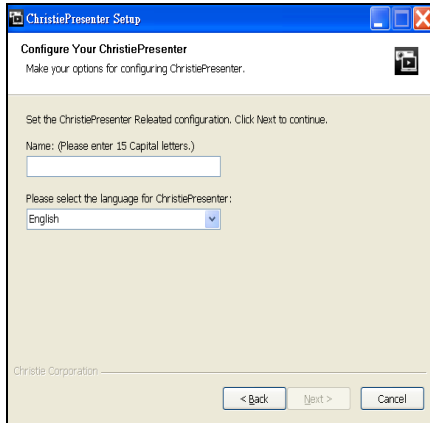 ChristiePresenter Setup
Configure Your ChristiePresenter
Make your options for configuring ChristiePresenter.
Set the ChristiePresenter Releated configuration. Click Next to continue.
Name: (Please enter 15 Capital letters.)
Please select the language for ChristiePresenter:
English
Christie Corporation
< Back Next > Cancel